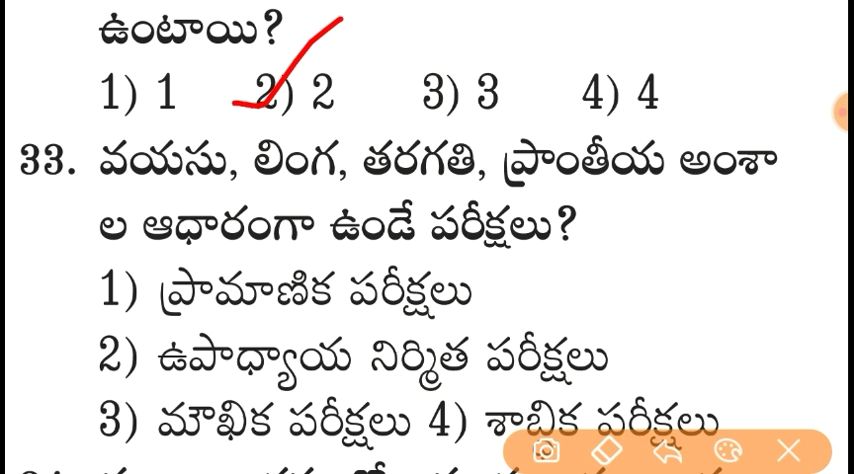 ఉంటాయి?
1) 1 2) 2 3) 3 4) 4
33. వయసు, లింగ, తరగతి, ప్రాంతీయ అంశా
ల ఆధారంగా ఉండే పరీక్షలు?
1) ప్రామాణిక పరీక్షలు
2) ఉపాధ్యాయ నిర్మిత పరీక్షలు
3) మౌఖిక పరీక్షలు 4) శాబ్దిక పరీక్షలు